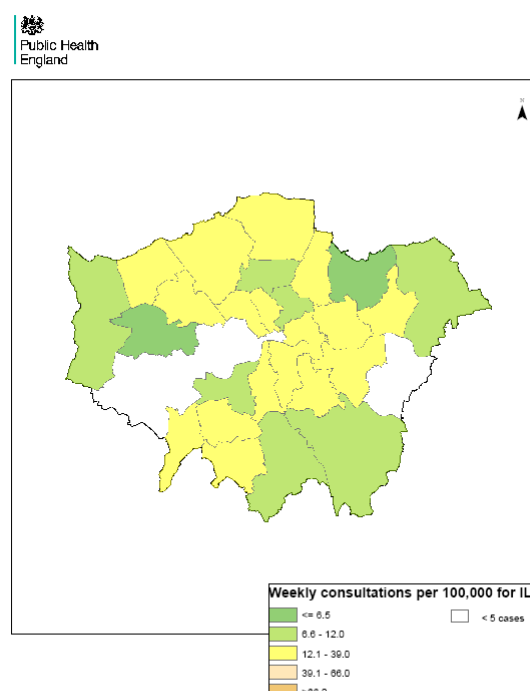 Public Health
England
N
Weekly consultations per 100,000 for IL
<= 6.5
< 5 cases
6.6 - 12.0
12.1 - 39.0
39.1 - 66.0